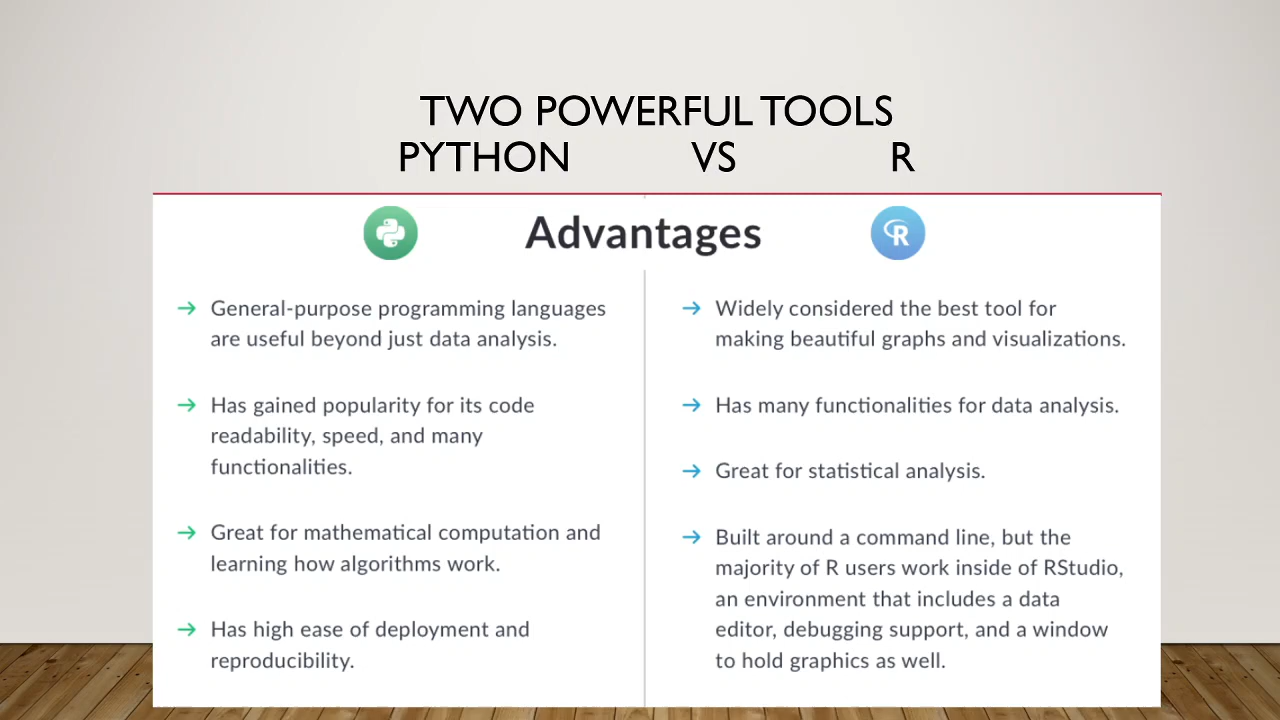 TWO POWERFUL TOOLS
PYTHON VS R
Advantages
R
General-purpose programming languages
are useful beyond just data analysis.
Has gained popularity for its code
readability, speed, and many
functionalities.
Great for mathematical computation and
learning how algorithms work.
Has high ease of deployment and
reproducibility.
Widely considered the best tool for
making beautiful graphs and visualizations.
Has many functionalities for data analysis.
Great for statistical analysis.
Built around a command line, but the
majority of R users work inside of RStudio,
an environment that includes a data
editor, debugging support, and a window
to hold graphics as well.